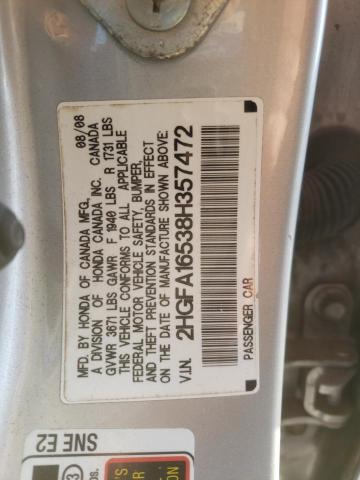 MFD. BY HONDA OF CANADA MFG. 08/08
A DIVISION OF HONDA CANADA INC. CANADA
GVWR 3671 LBS GAWR F 1940 LBS R 1731 LBS
THIS VEHICLE CONFORMS TO ALL APPLICABLE
FEDERAL MOTOR VEHICLE SAFETY, BUMPER,
AND THEFT PREVENTION STANDARDS IN EFFECT
ON THE DATE OF MANUFACTURE SHOWN ABOVE.
V.I.N. 2HGFA16538H357472
PASSENGER CAR
SNE E2